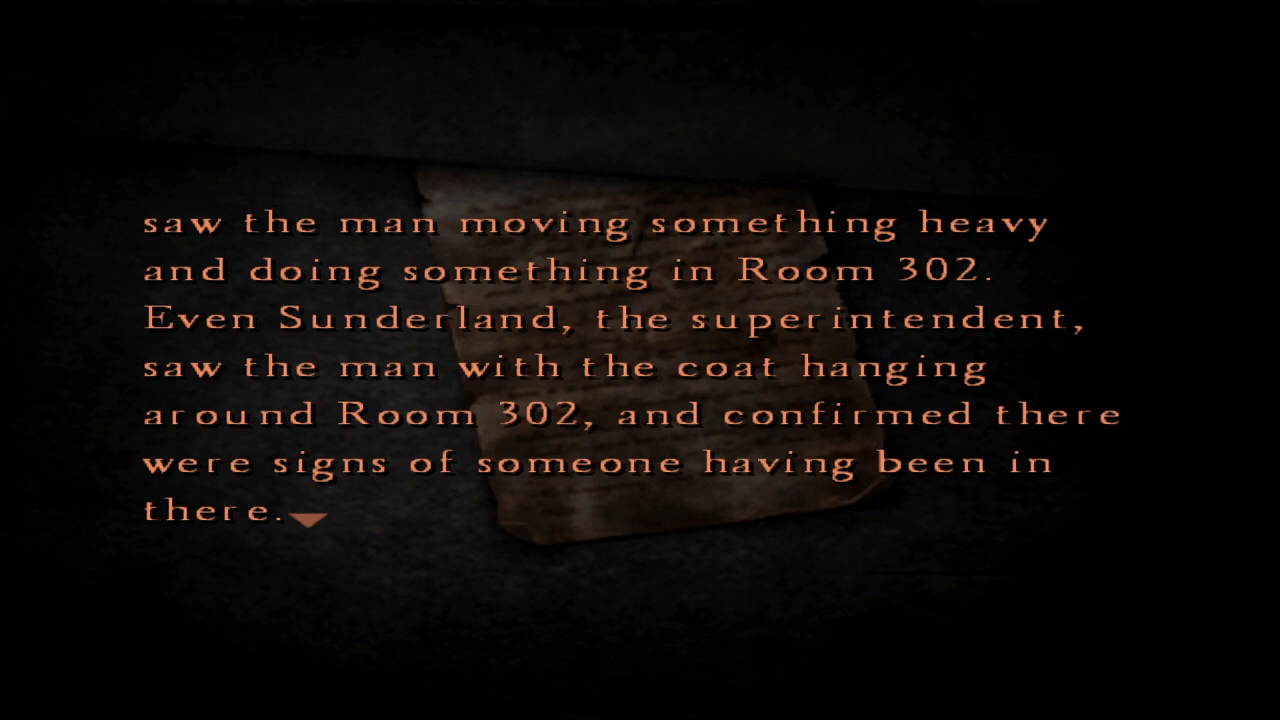 saw the man moving something heavy
and doing something in Room 302.
Even Sunderland, the superintendent,
saw the man with the coat hanging
around Room 302, and confirmed there
were signs of someone having been in
there.